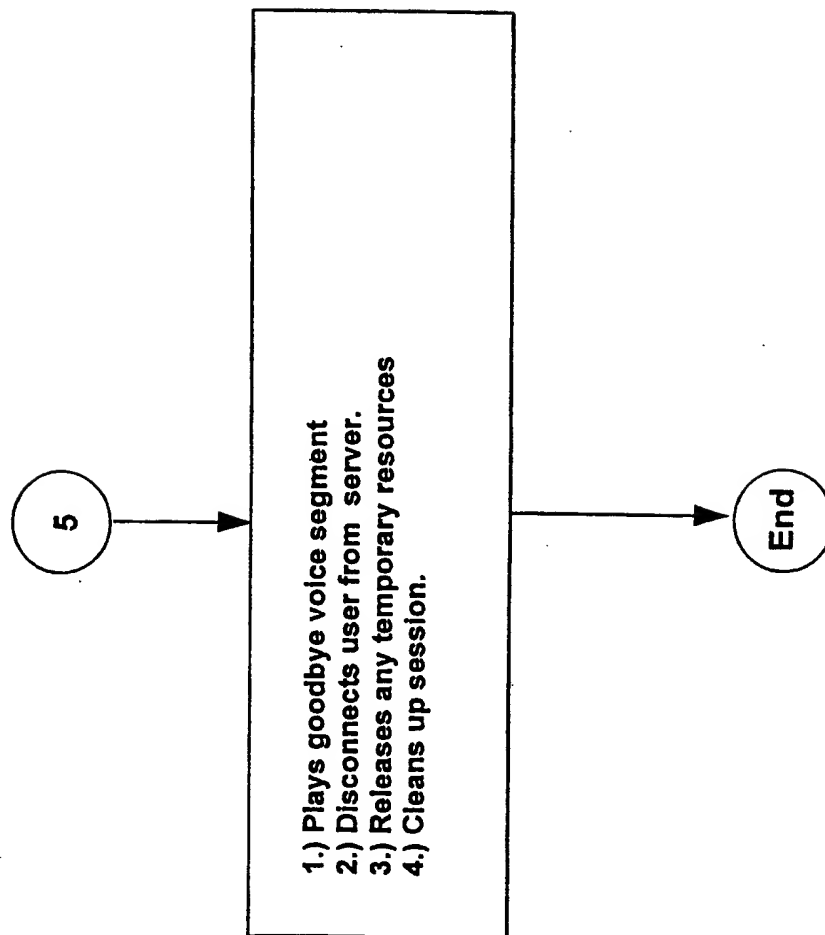 5
1.) Plays goodbye voice segment
2.) Disconnects user from server.
3.) Releases any temporary resources
4.) Cleans up session.
End